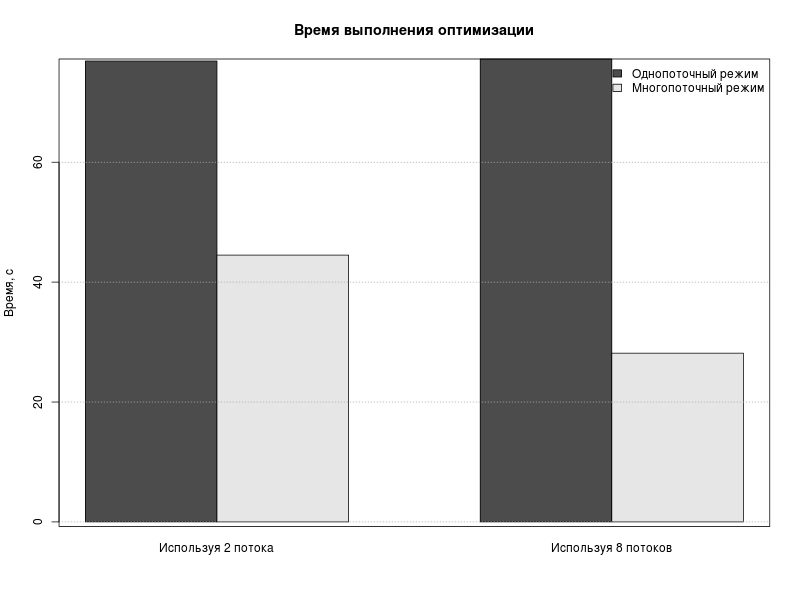 Время выполнения оптимизации
Однопоточный режим
Многопоточный режим
Время, с
60
40
20
0
Используя 2 потока
Используя 8 потоков